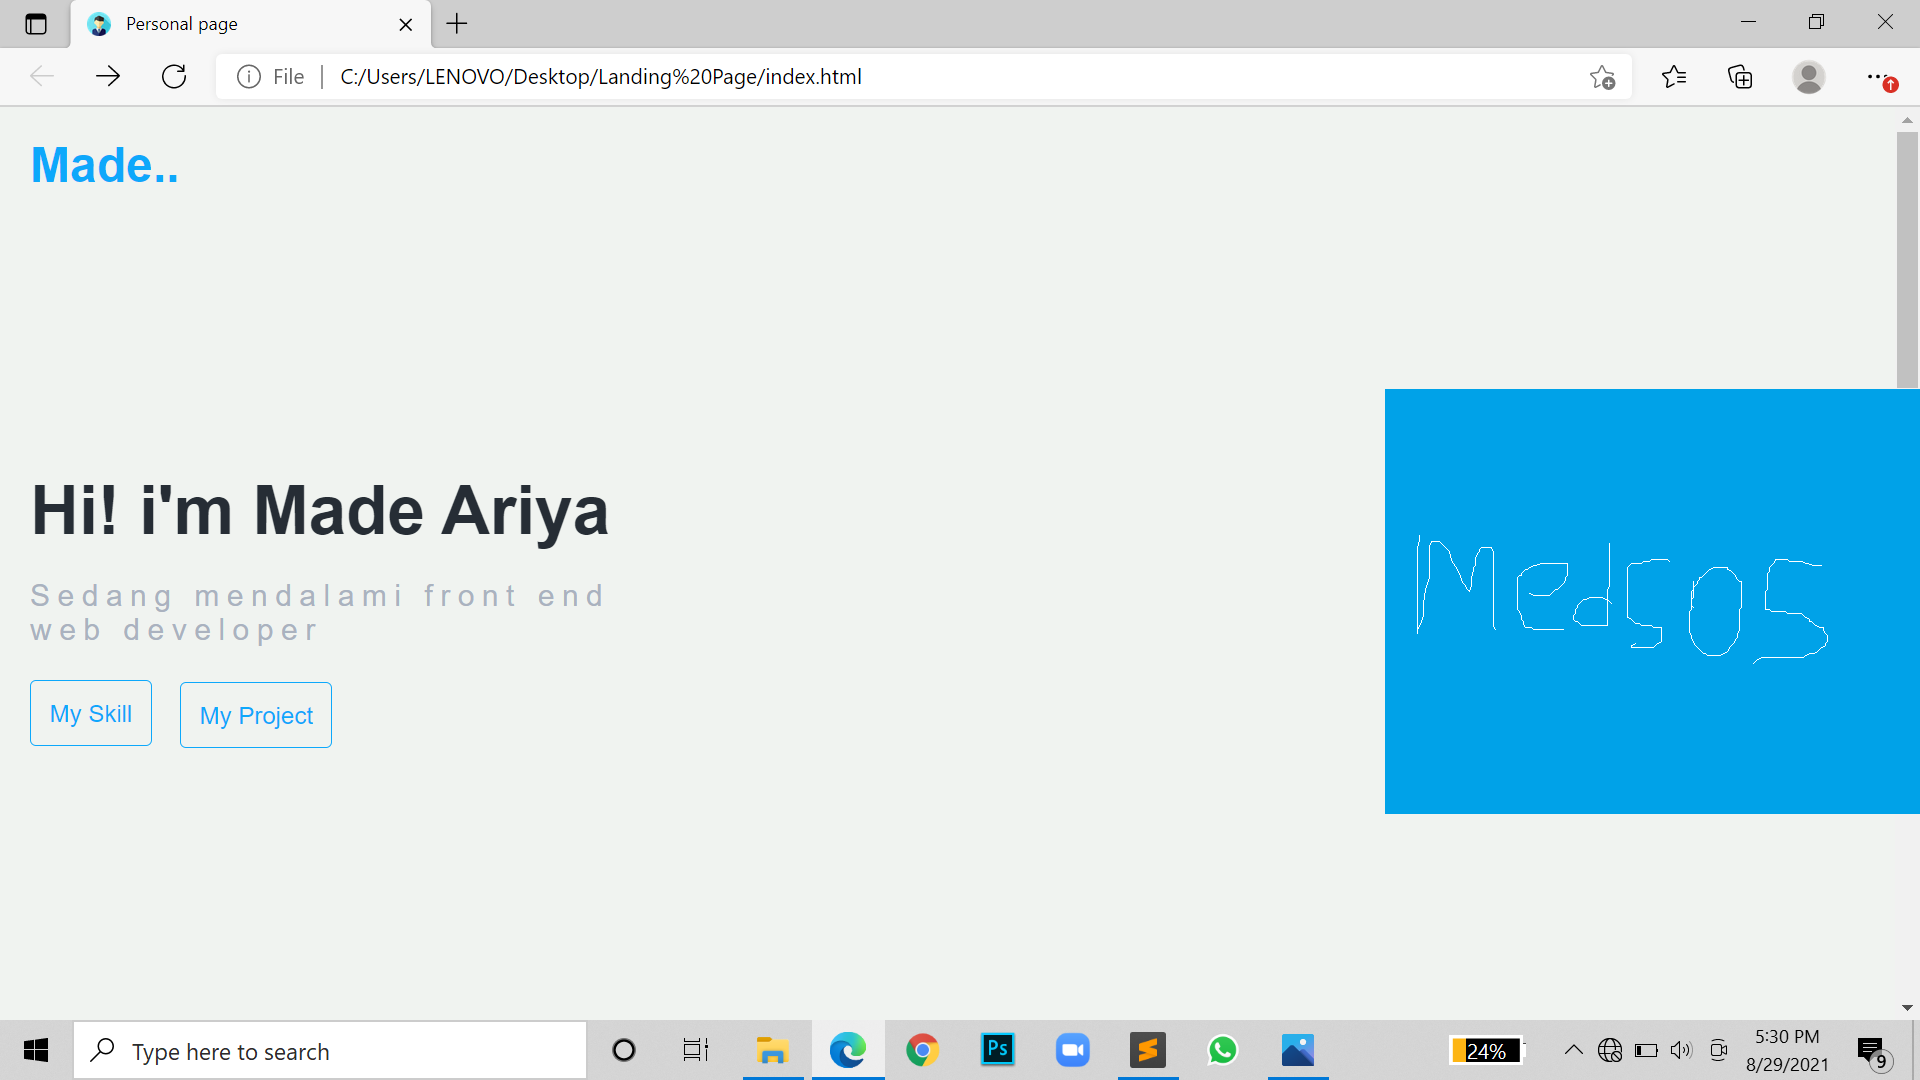 Personal page
File
C:/Users/LENOVO/Desktop/Landing%20Page/index.html
Made..
Hi! i'm Made Ariya
Sedang mendalami front end
web developer
My Skill
My Project
Medsos
Type here to search
Ps
24%
5:30 PM
8/29/2021
9